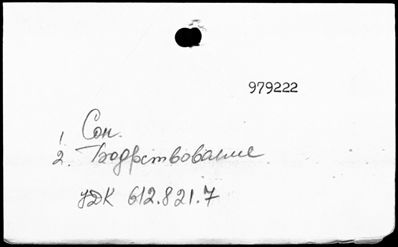 979222
1. Сон.
2. Бодрствование.
УДК 612.821.7